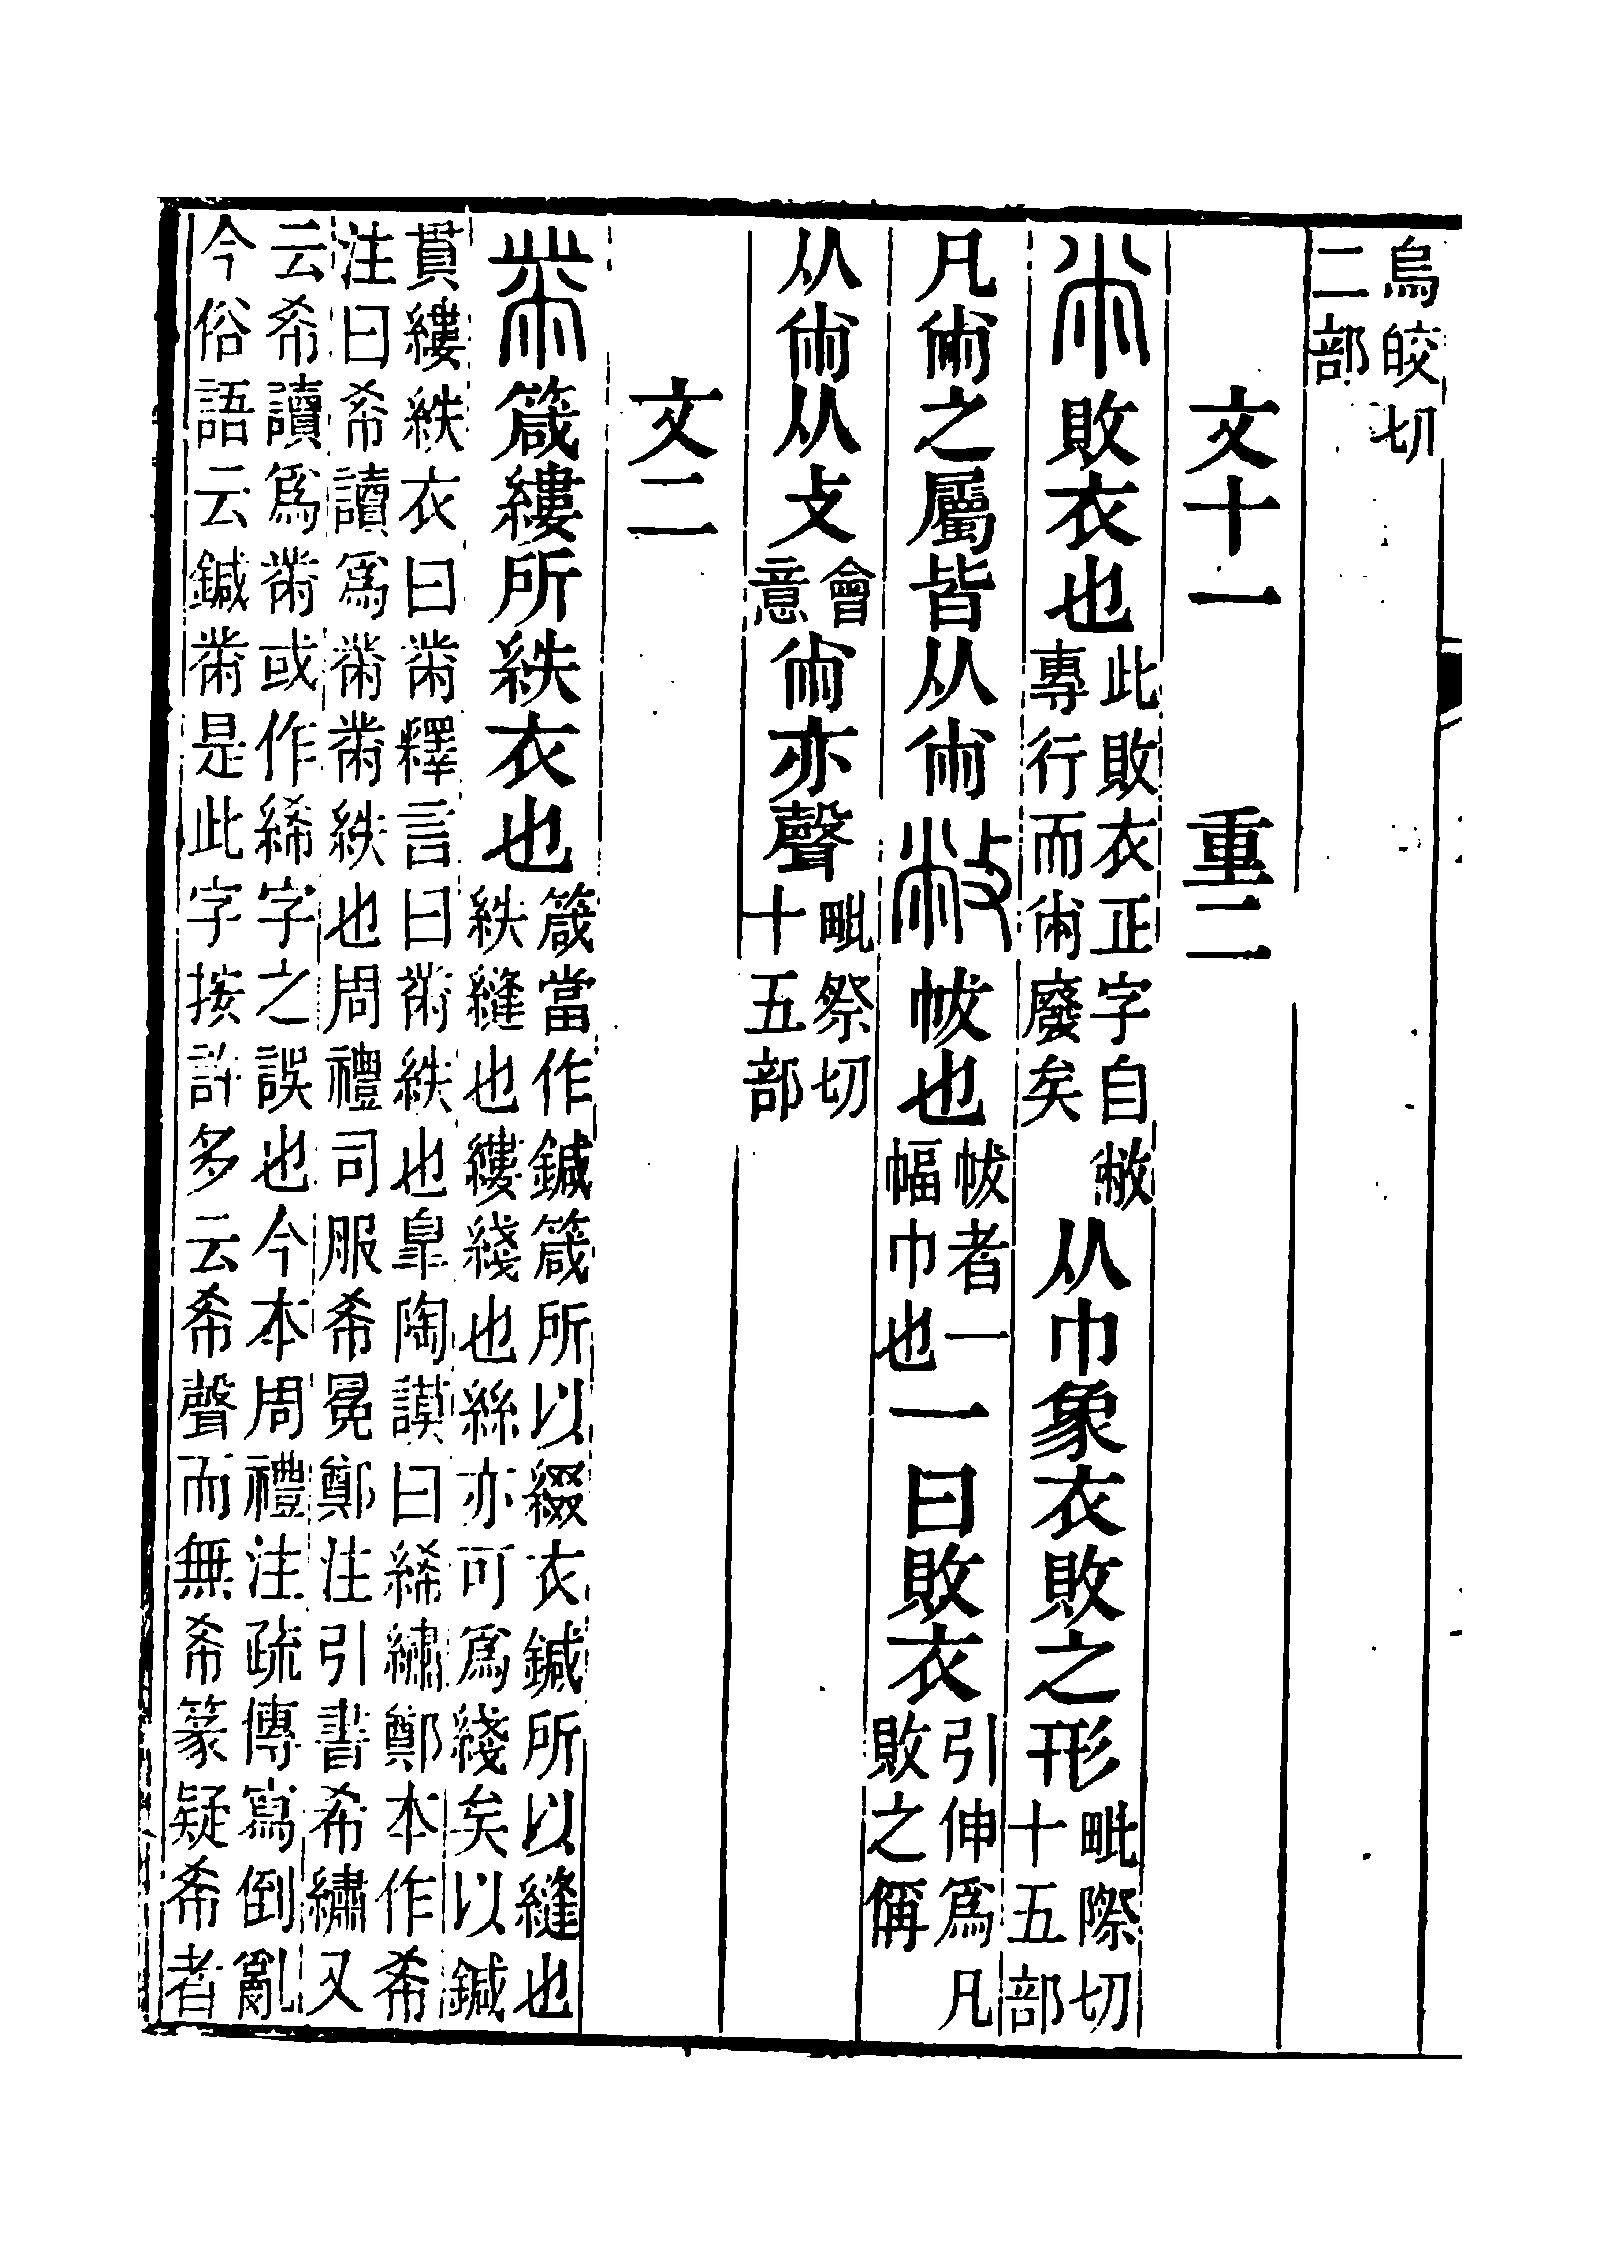 烏皎切二部
文十一　重二
㡀敗衣也此敗衣正字自敝專行而㡀廢矣从巾象衣敗之形毗際切十五部
凡㡀之屬皆从㡀　敝帗也帗者一幅巾也一曰敗衣引伸爲凡敗之偁
从㡀从攴會意㡀亦聲毗祭切十五部
文二
黹箴縷所紩衣也箴當作鍼箴所以綴衣鍼所以縫也紩縫也縷綫也絲亦可爲綫矣以鍼
貫縷紩衣曰黹釋言曰黹紩也皐陶謨曰絺繡鄭本作希注曰希讀爲黹黹紩也周禮司服希冕鄭注引書希繡又
云希讀爲黹或作絺字之誤也今本周禮注疏傳寫倒亂今俗語云鍼黹是此字按許多云希聲而無希篆疑希者